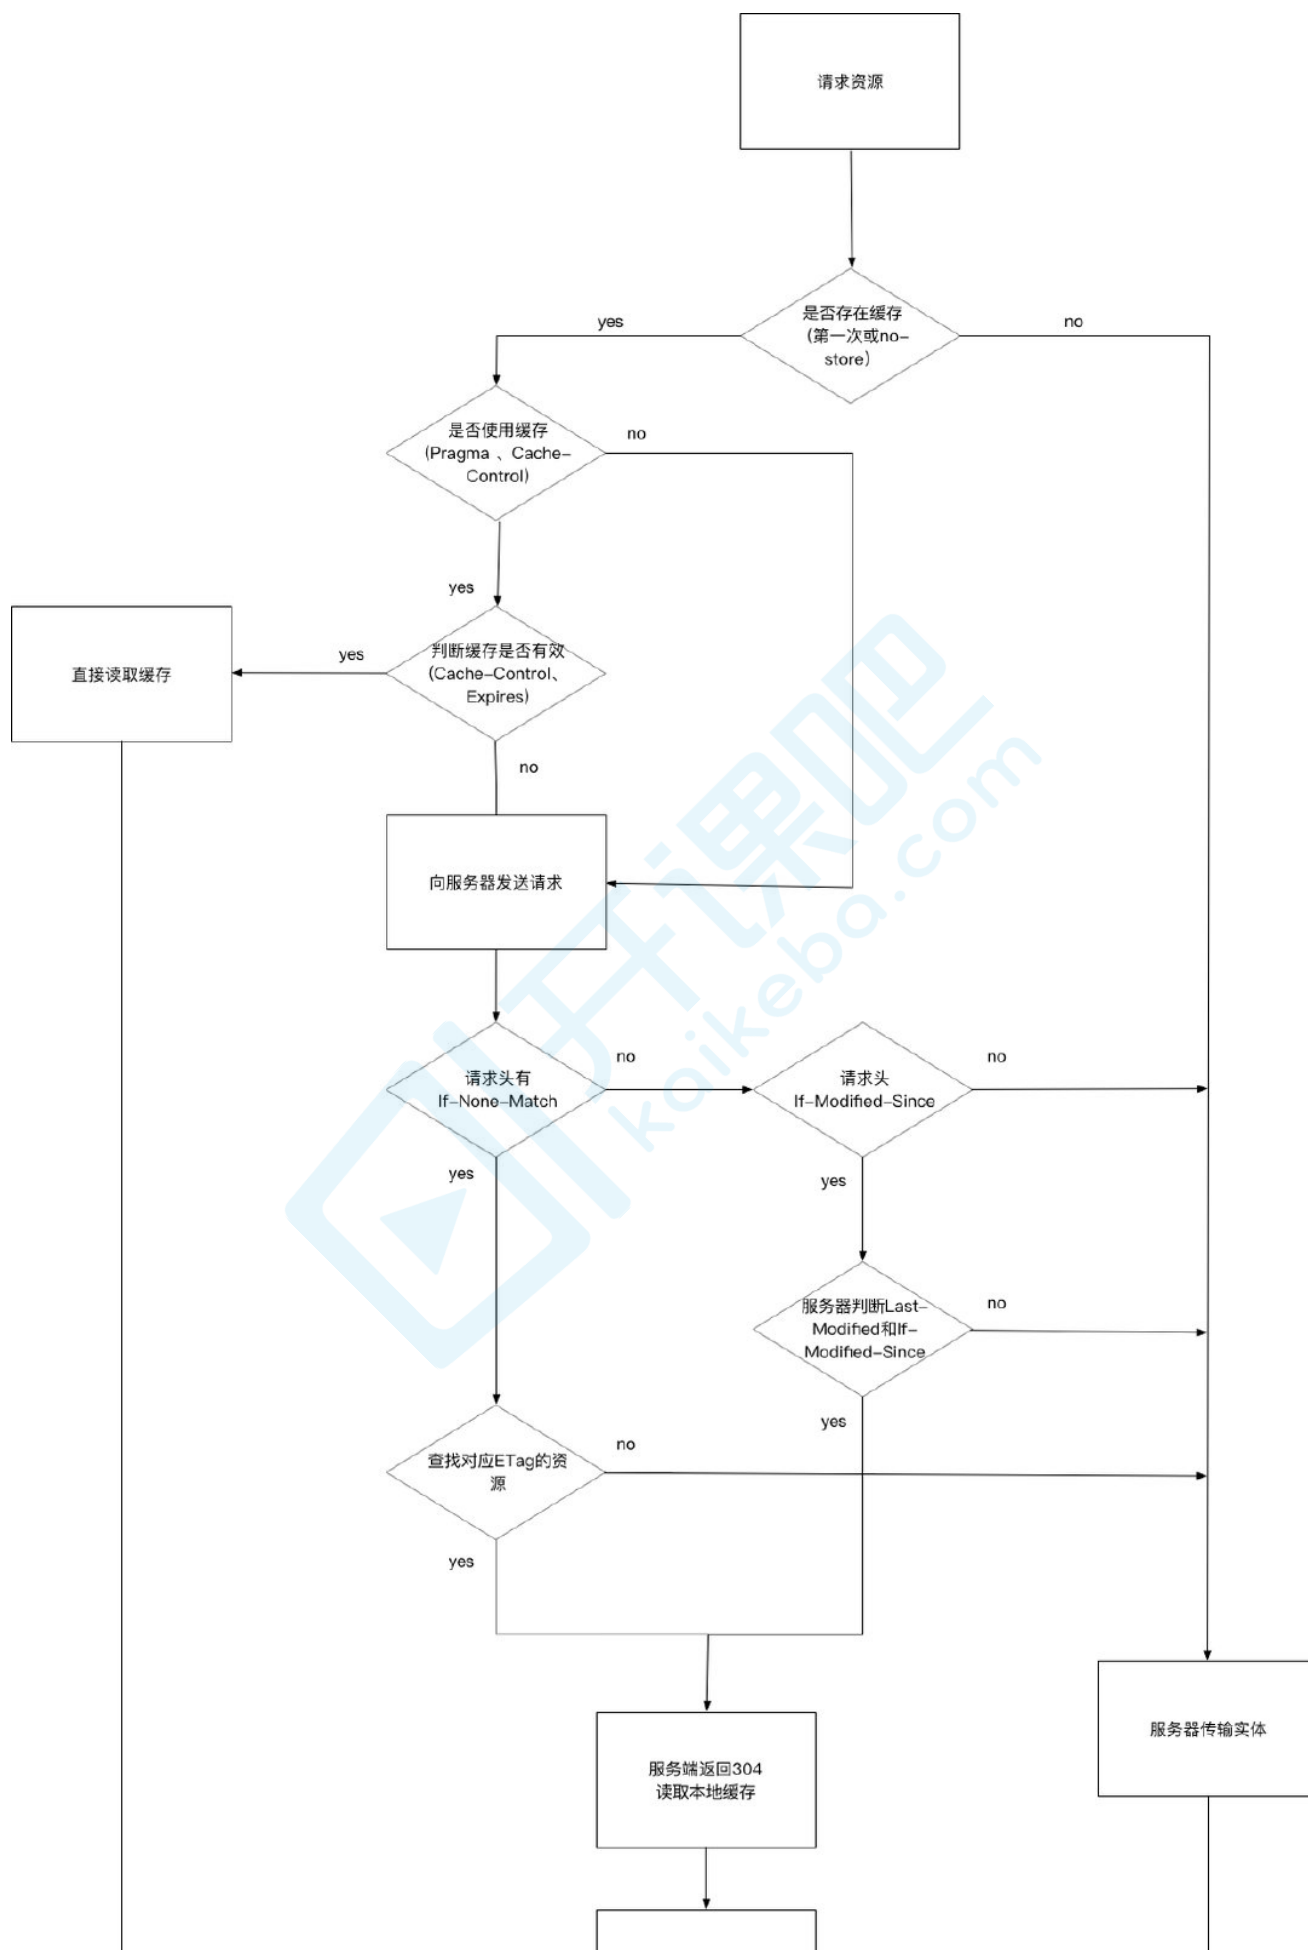 请求资源
是否存在缓存
（第一次或no-
store）
yes
no
是否使用缓存
(Pragma 、Cache-
Control)
no
yes
判断缓存是否有效
(Cache-Control、
Expires)
yes
直接读取缓存
no
向服务器发送请求
请求头有
If-None-Match
no
请求头
If-Modified-Since
no
yes
yes
服务器判断Last-
Modified和If-
Modified-Since
no
yes
查找对应ETag的资
源
no
yes
服务器传输实体
服务端返回304
读取本地缓存
开课吧
kaikeba.com